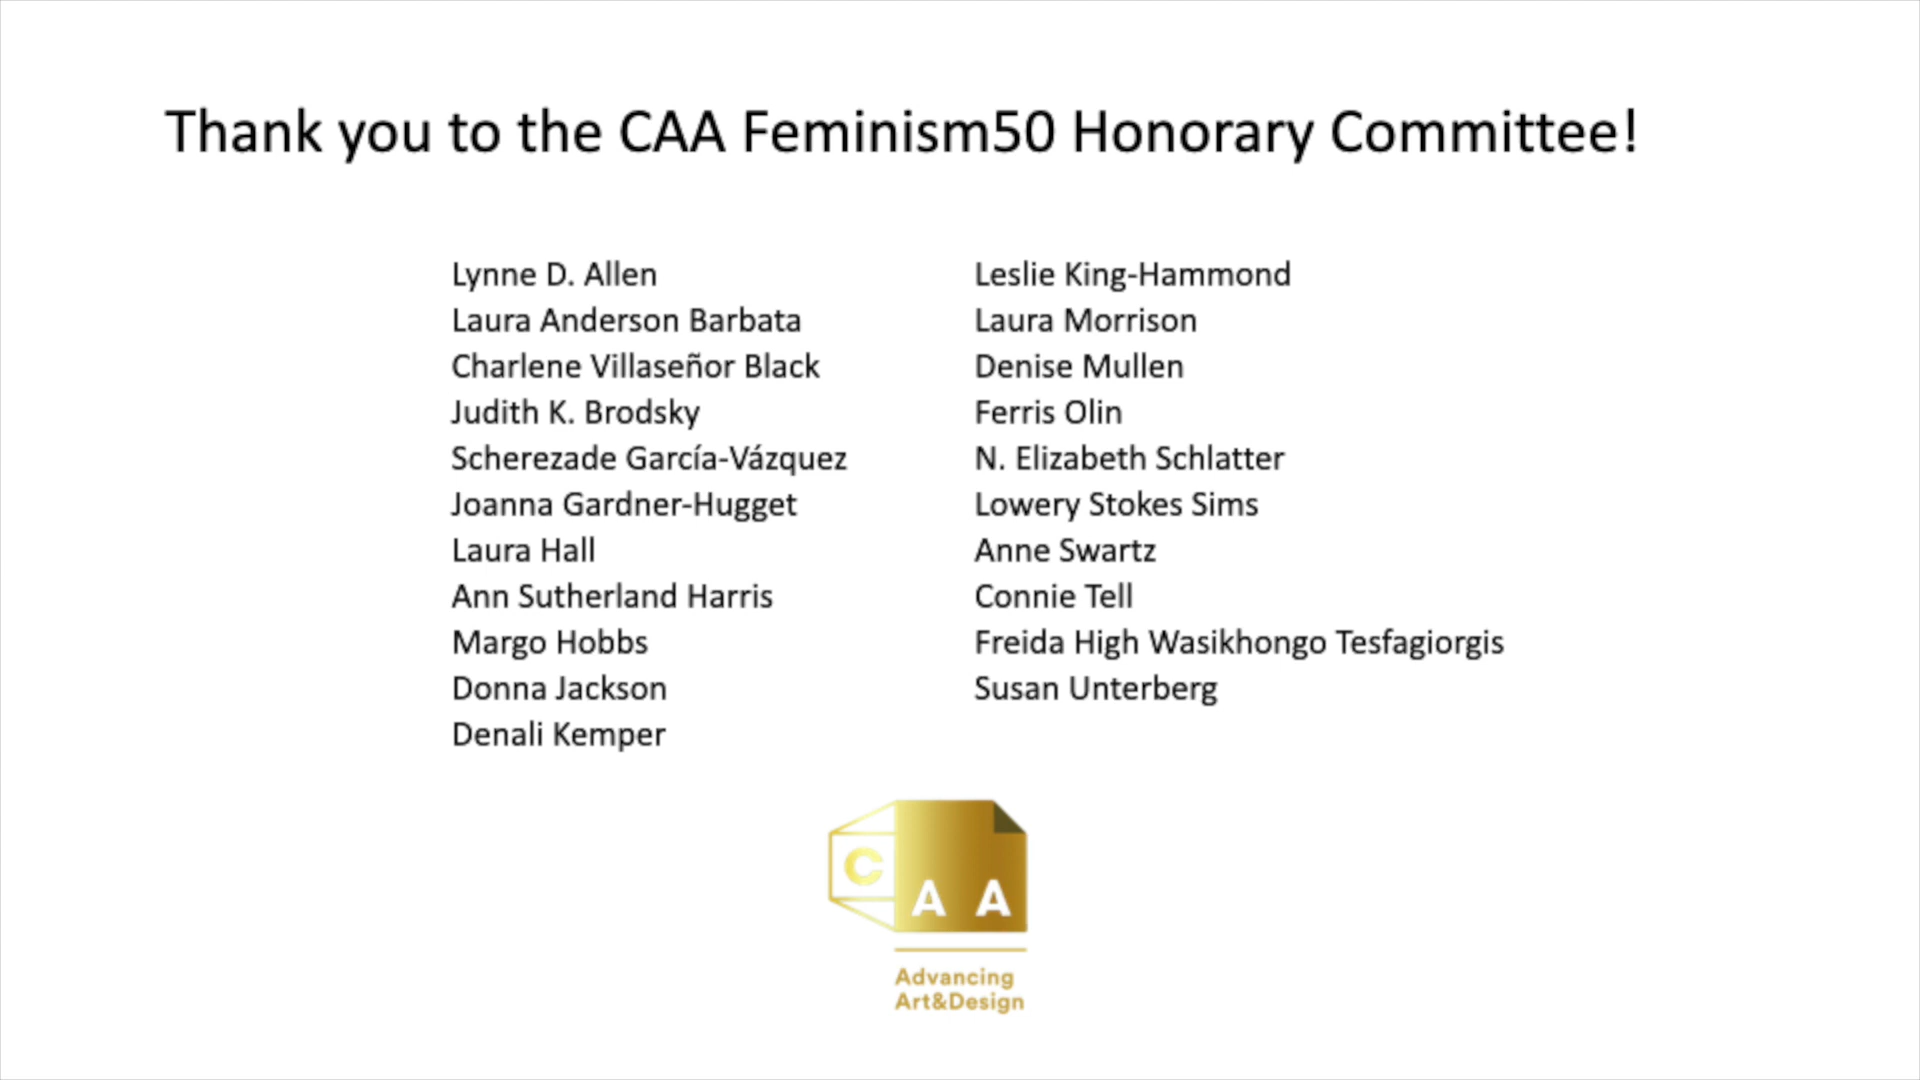 Thank you to the CAA Feminism50 Honorary Committee!
Lynne D. Allen
Laura Anderson Barbata
Charlene Villaseñor Black
Judith K. Brodsky
Scherezade García-Vázquez
Joanna Gardner-Hugget
Laura Hall
Ann Sutherland Harris
Margo Hobbs
Donna Jackson
Denali Kemper
Leslie King-Hammond
Laura Morrison
Denise Mullen
Ferris Olin
N. Elizabeth Schlatter
Lowery Stokes Sims
Anne Swartz
Connie Tell
Freida High Wasikhongo Tesfagiorgis
Susan Unterberg
CAA
Advancing
Art&Design